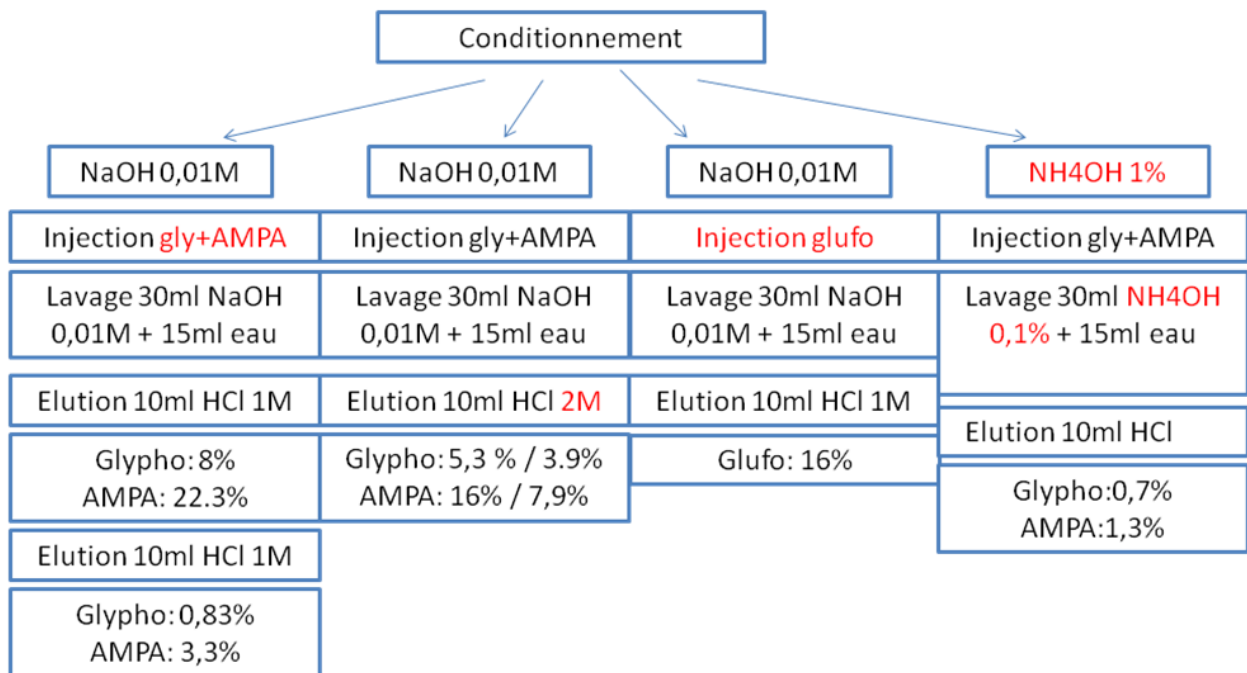 Conditionnement
NaOH 0,01M
NaOH 0,01M
NaOH 0,01M
NH4OH 1%
Injection gly+AMPA
Injection gly+AMPA
Injection glufo
Injection gly+AMPA
Lavage 30ml NaOH
0,01M + 15ml eau
Lavage 30ml NaOH
0,01M + 15ml eau
Lavage 30ml NaOH
0,01M + 15ml eau
Lavage 30ml NH4OH
0,1% + 15ml eau
Elution 10ml HCl 1M
Elution 10ml HCl 2M
Elution 10ml HCl 1M
Elution 10ml HCl
Glypho: 8%
AMPA: 22.3%
Glypho: 5,3 % / 3.9%
AMPA: 16% / 7,9%
Glufo: 16%
Glypho:0,7%
AMPA:1,3%
Elution 10ml HCl 1M
Glypho: 0,83%
AMPA: 3,3%